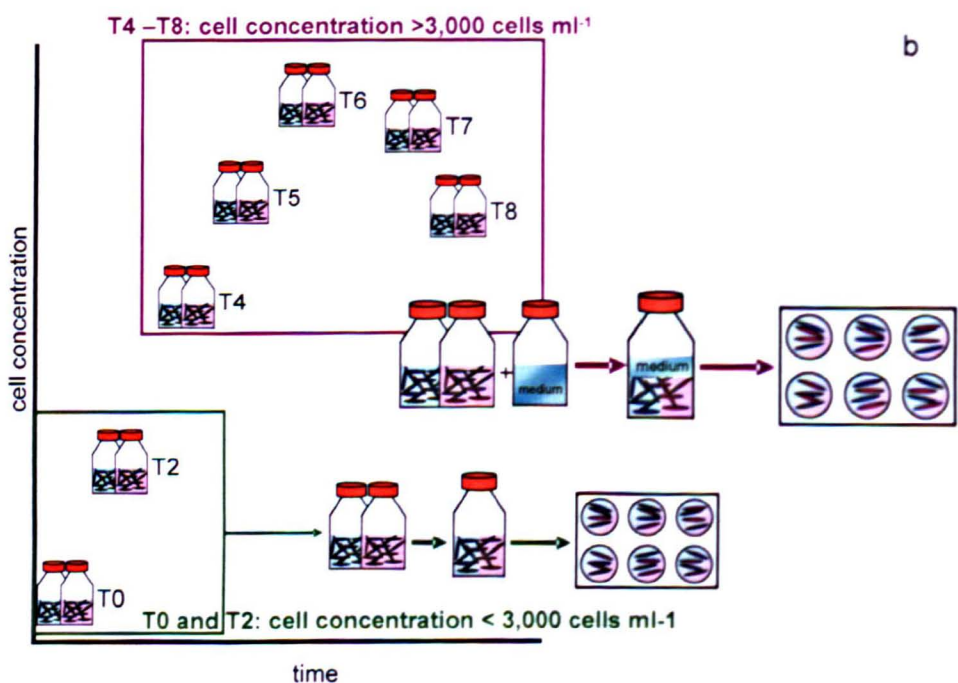 T4 –T8: cell concentration >3,000 cells ml⁻¹
b
T6
T7
T5
T8
T4
cell concentration
+
medium
medium
T2
T0
T0 and T2: cell concentration < 3,000 cells ml-1
time